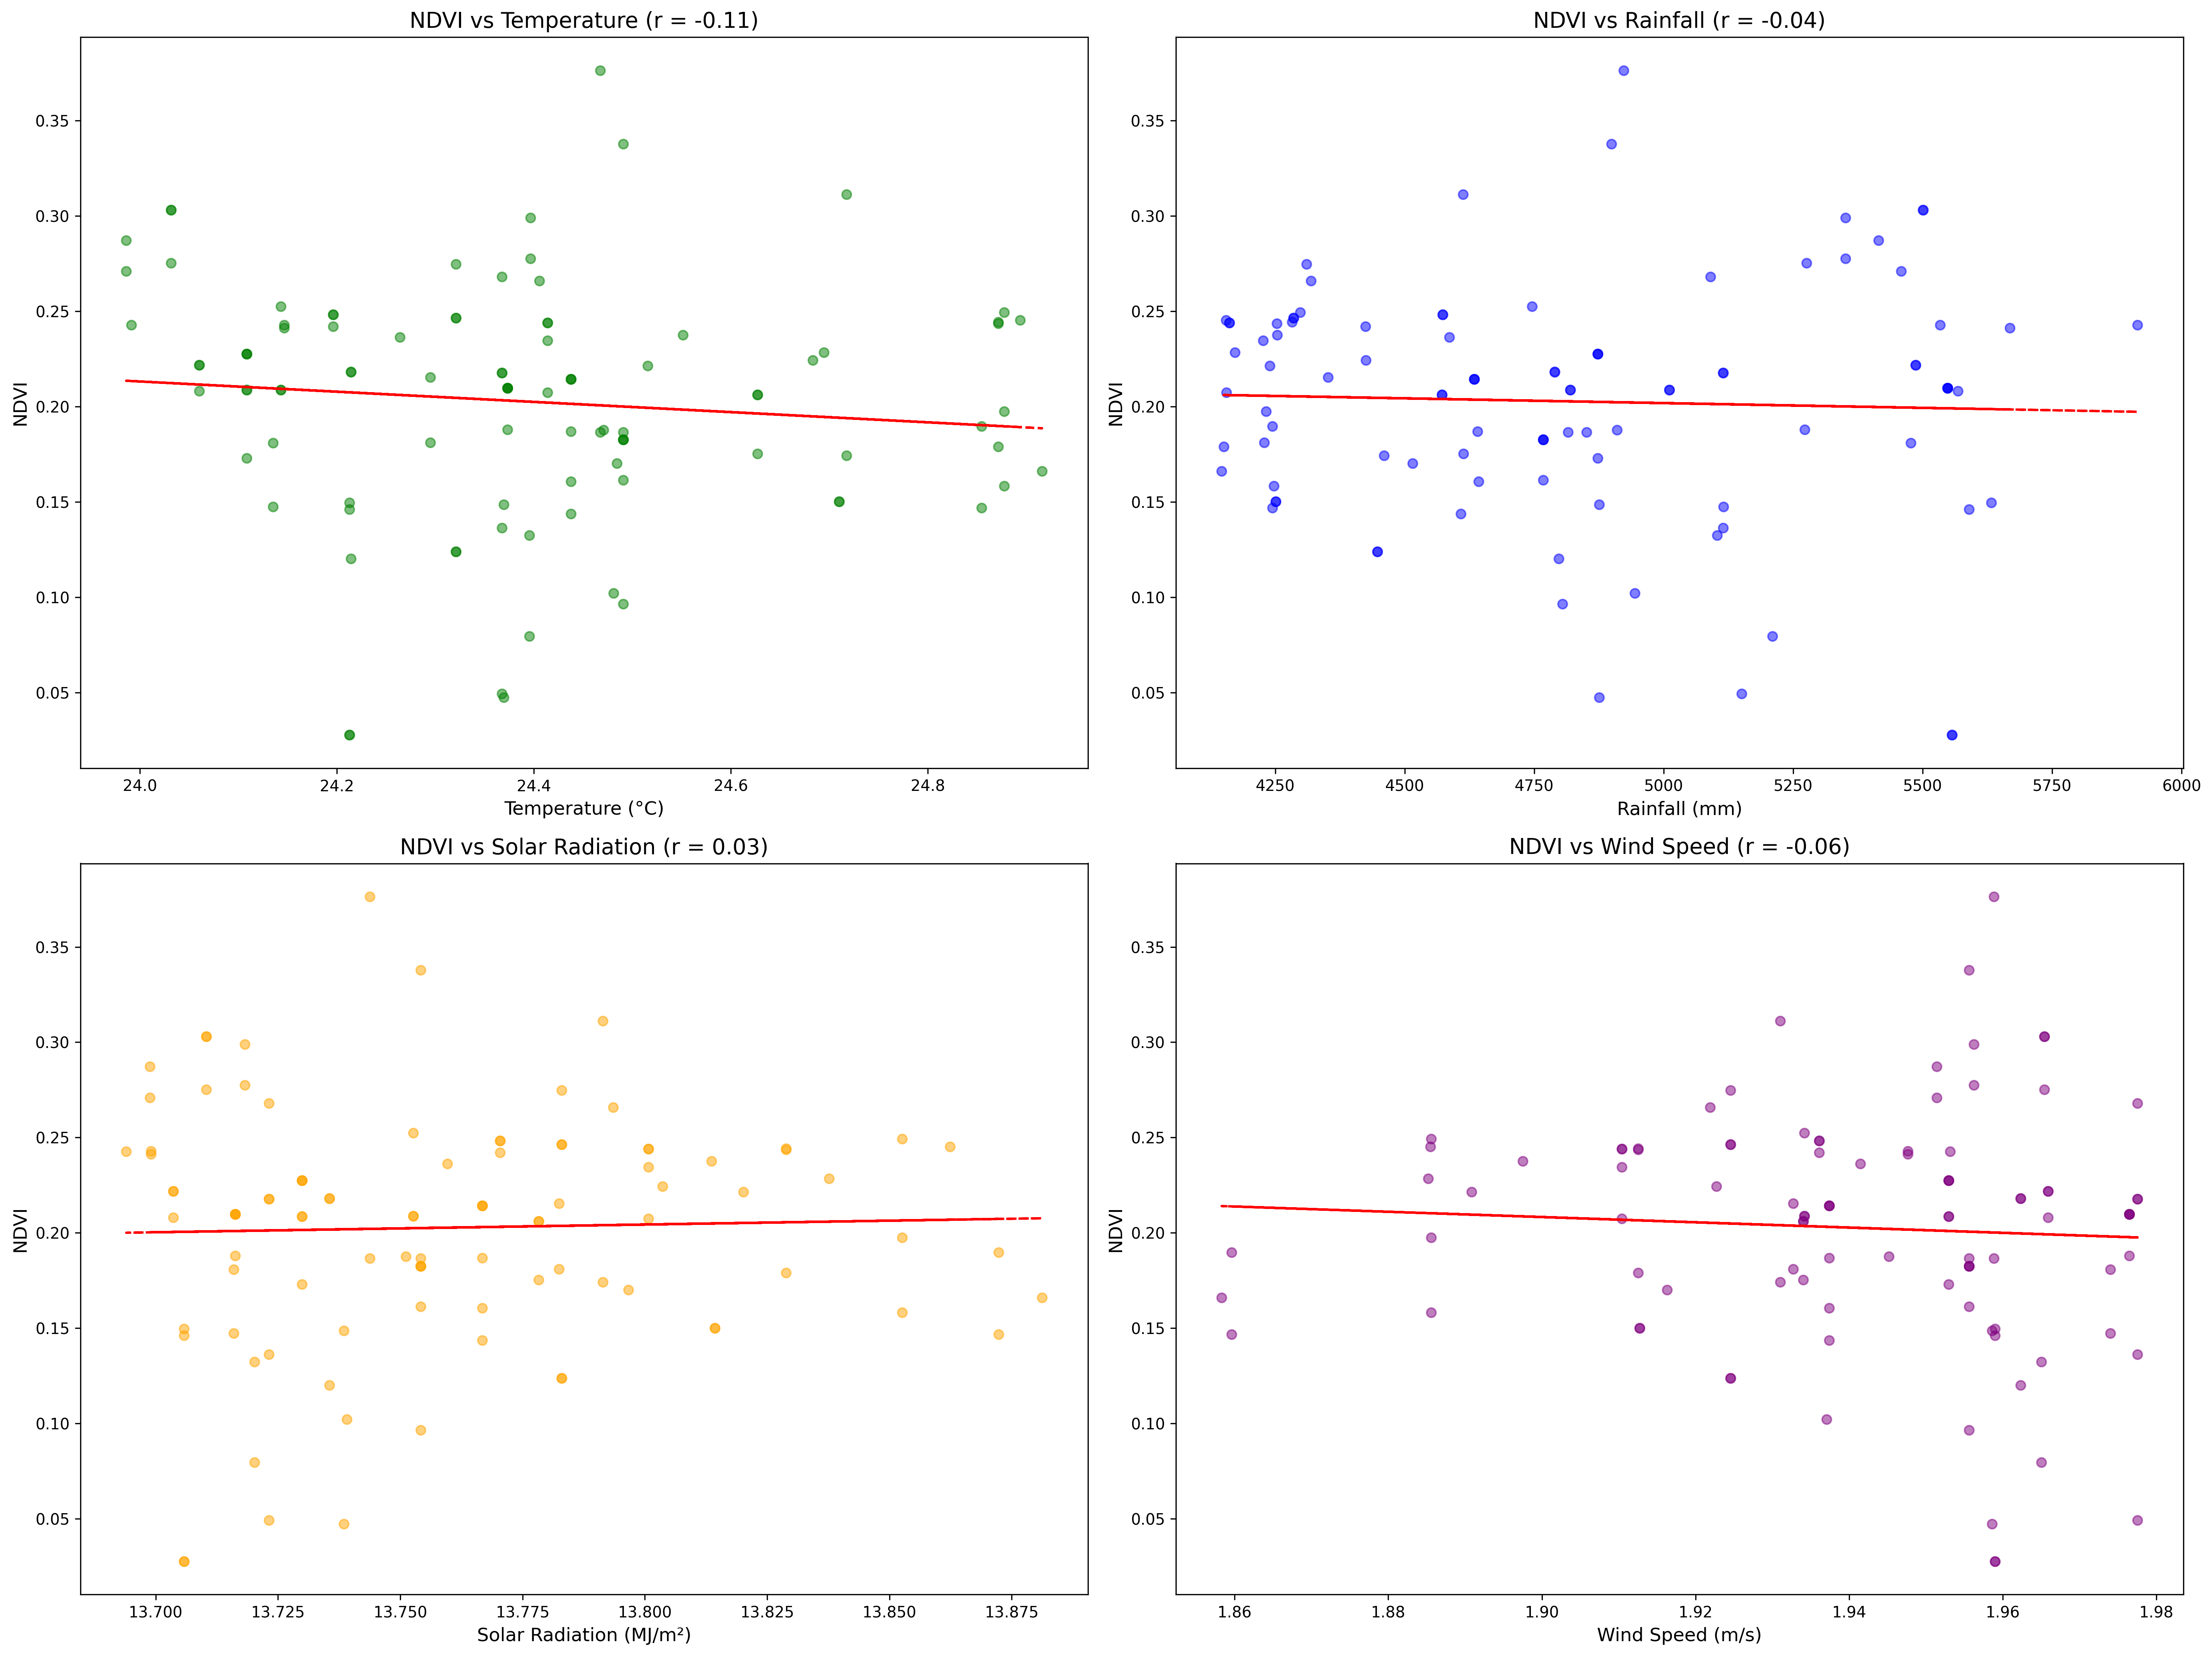 NDVI vs Temperature (r = -0.11)
NDVI
0.35
0.30
0.25
0.20
0.15
0.10
0.05
24.0 24.2 24.4 24.6 24.8
Temperature (°C)
NDVI vs Rainfall (r = -0.04)
NDVI
0.35
0.30
0.25
0.20
0.15
0.10
0.05
4250 4500 4750 5000 5250 5500 5750 6000
Rainfall (mm)
NDVI vs Solar Radiation (r = 0.03)
NDVI
0.35
0.30
0.25
0.20
0.15
0.10
0.05
13.700 13.725 13.750 13.775 13.800 13.825 13.850 13.875
Solar Radiation (MJ/m²)
NDVI vs Wind Speed (r = -0.06)
NDVI
0.35
0.30
0.25
0.20
0.15
0.10
0.05
1.86 1.88 1.90 1.92 1.94 1.96 1.98
Wind Speed (m/s)